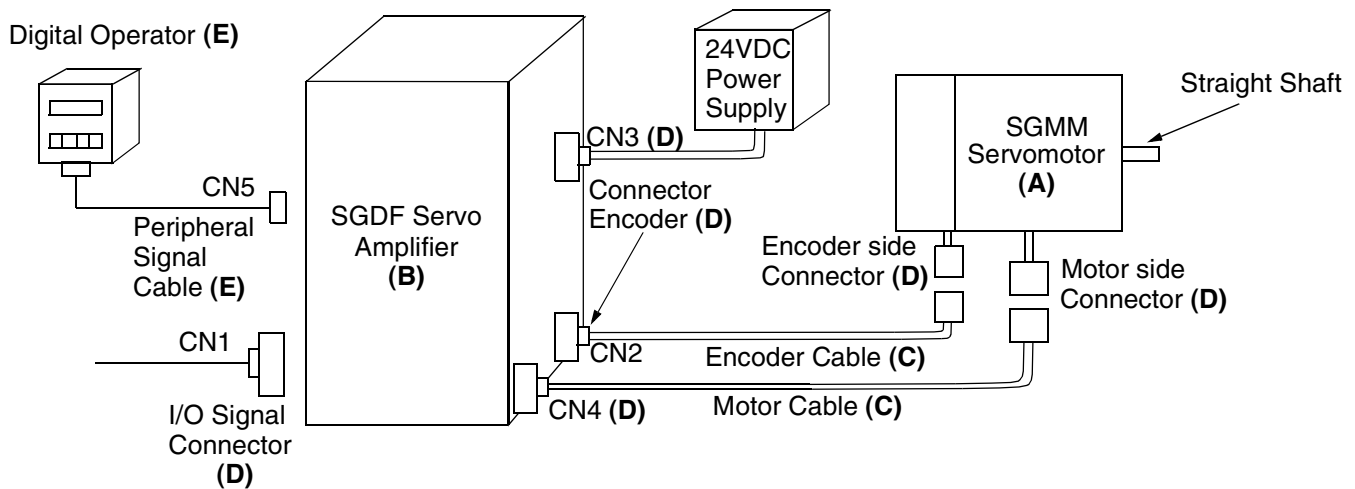 Digital Operator (E)
CN5
Peripheral
Signal
Cable (E)
CN1
I/O Signal
Connector
(D)
SGDF Servo
Amplifier
(B)
24VDC
Power
Supply
CN3 (D)
Connector
Encoder (D)
CN2
Encoder Cable (C)
CN4 (D)
Motor Cable (C)
SGMM
Servomotor
(A)
Straight Shaft
Encoder side
Connector (D)
Motor side
Connector (D)